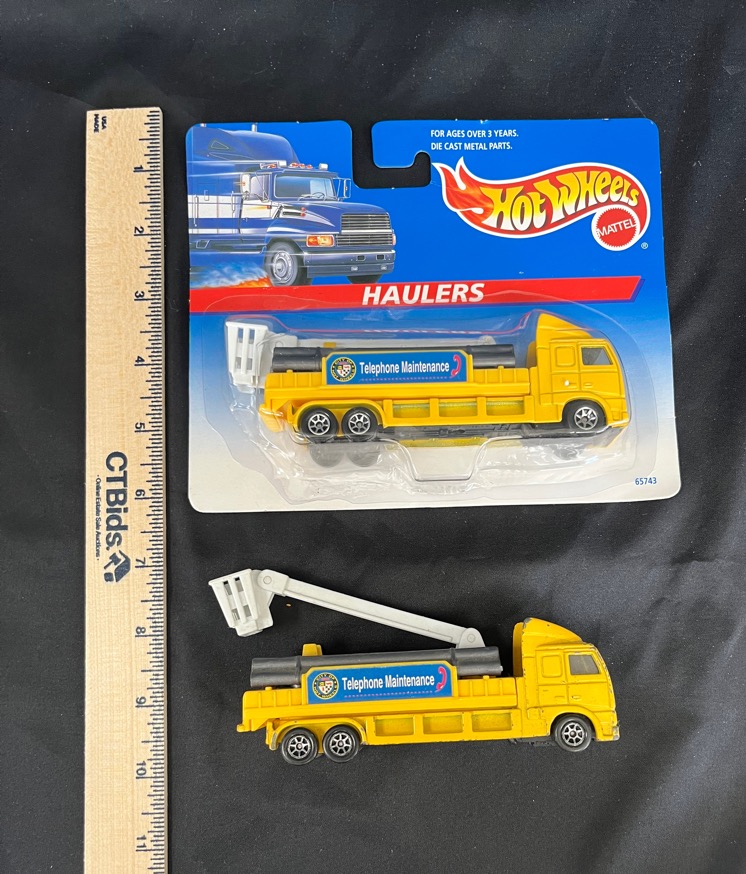 USA
MADE
1
2
3
4
5
6
7
8
9
10
11
CTBids.
- Online Estate Sale Auctions -
FOR AGES OVER 3 YEARS.
DIE CAST METAL PARTS.
HOT WHEELS
MATTEL
®
HAULERS
Telephone Maintenance
65743
Telephone Maintenance